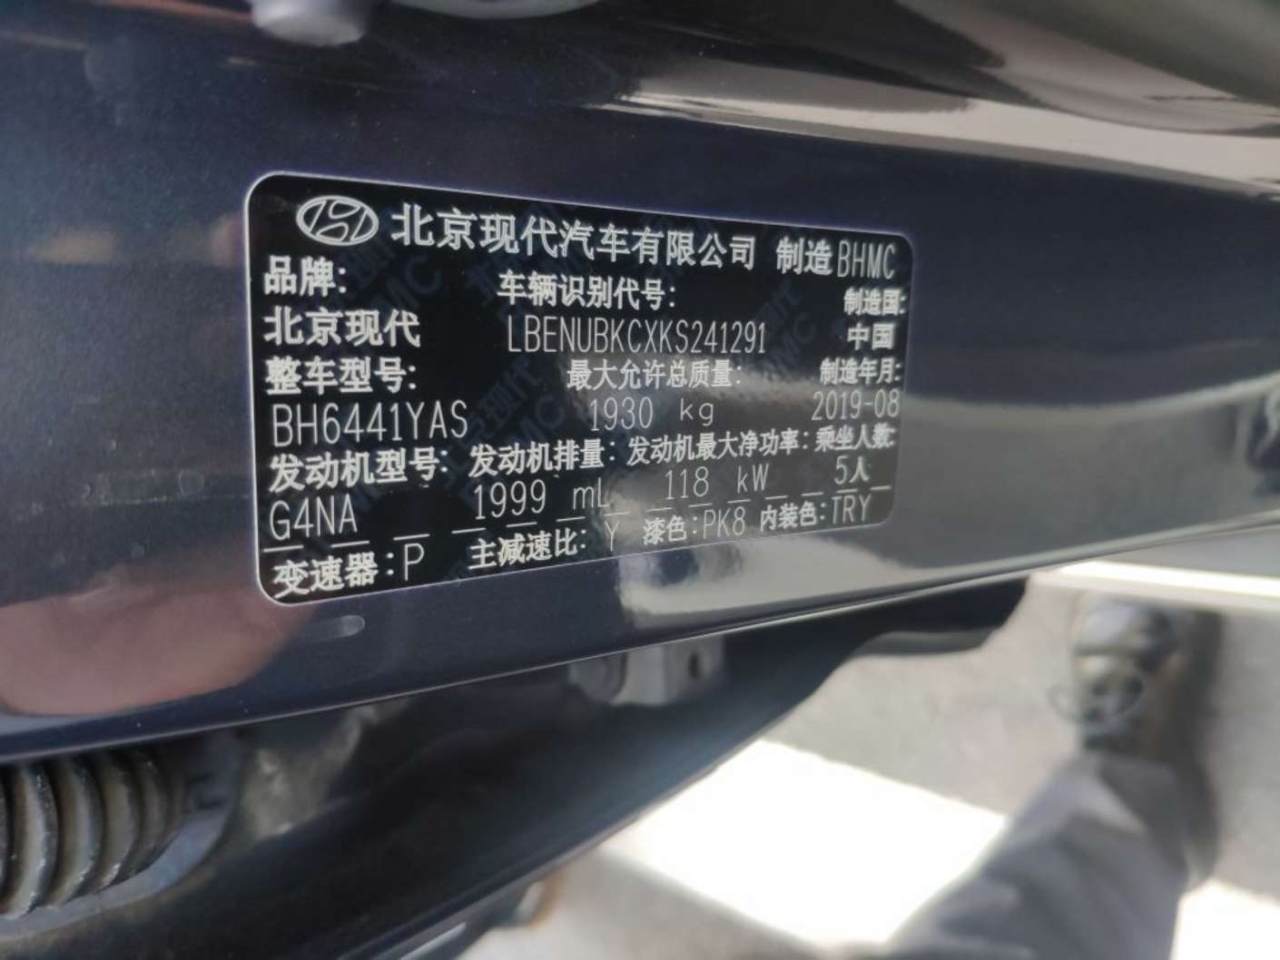 北京现代汽车有限公司 制造 BHMC
品牌: 车辆识别代号: 制造国:
北京现代 LBENUBKCXKS241291 中国
整车型号: 最大允许总质量: 制造年月:
BH6441YAS 1930 kg 2019-08
发动机型号: 发动机排量: 发动机最大净功率: 乘坐人数:
G4NA 1999 mL 118 kW 5人
变速器:P 主减速比: Y 漆色:PK8 内装色:TRY